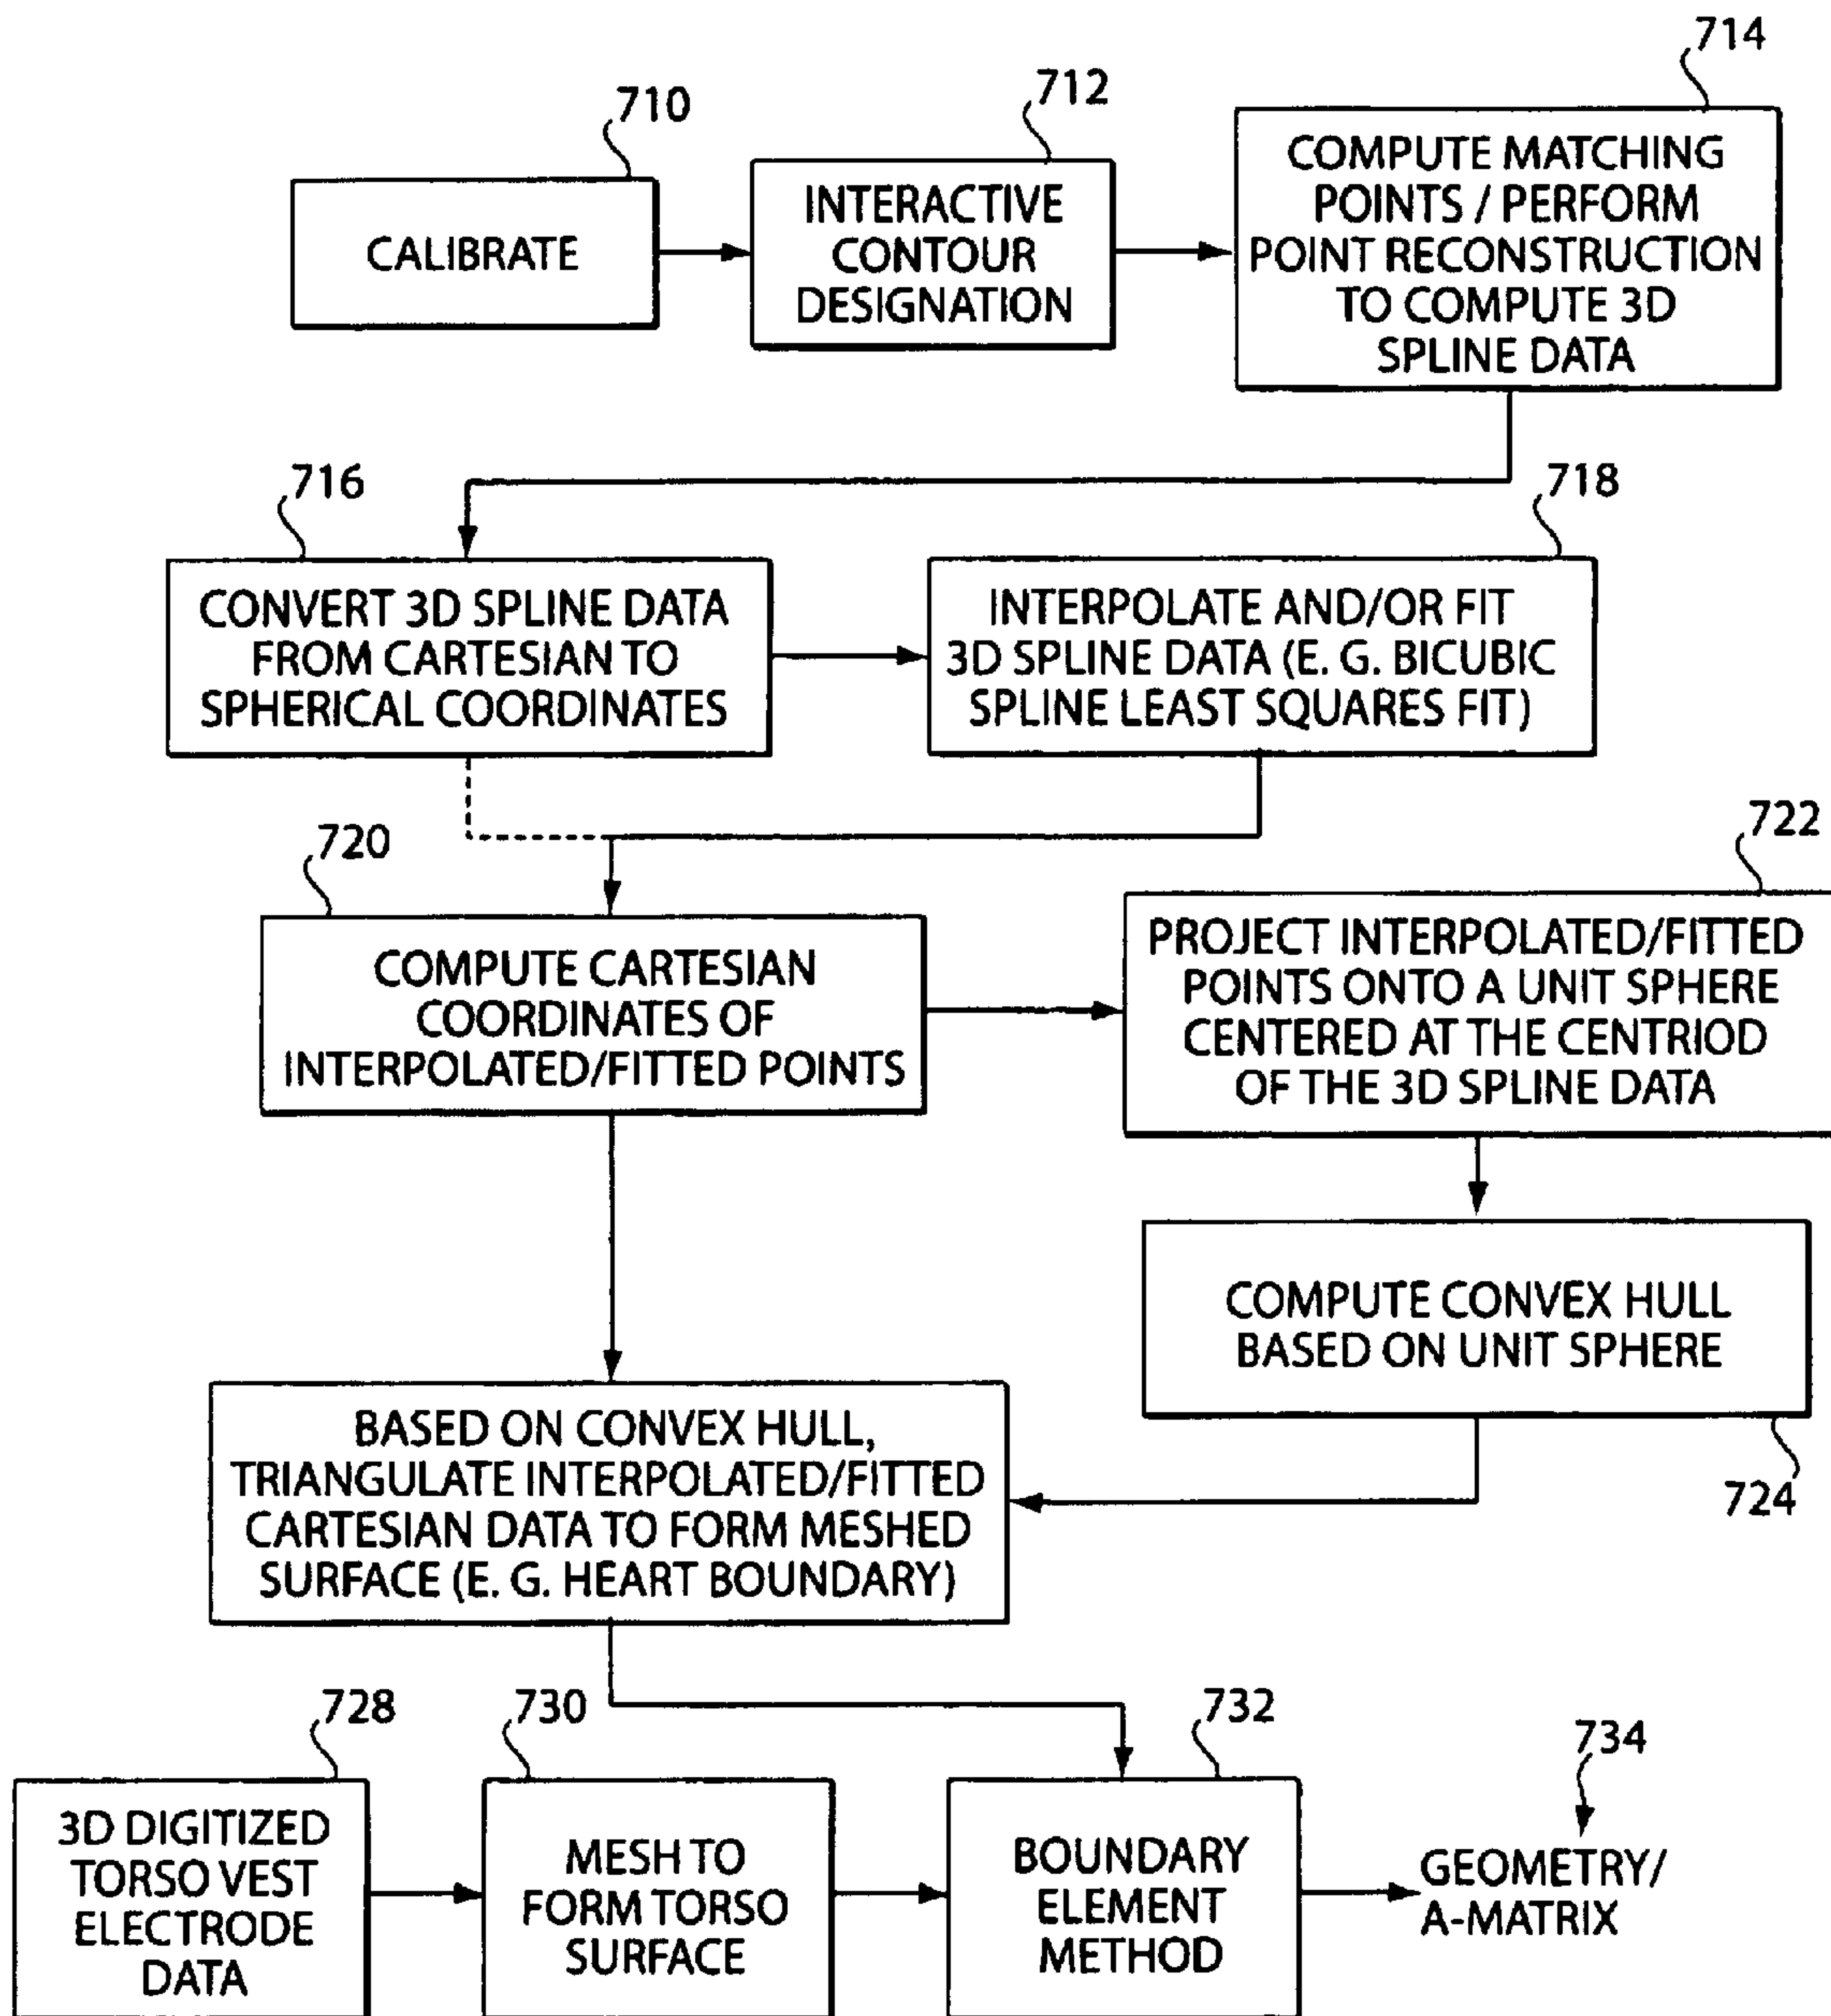 710
CALIBRATE
712
INTERACTIVE
CONTOUR
DESIGNATION
714
COMPUTE MATCHING
POINTS / PERFORM
POINT RECONSTRUCTION
TO COMPUTE 3D
SPLINE DATA
716
CONVERT 3D SPLINE DATA
FROM CARTESIAN TO
SPHERICAL COORDINATES
718
INTERPOLATE AND/OR FIT
3D SPLINE DATA (E. G. BICUBIC
SPLINE LEAST SQUARES FIT)
720
COMPUTE CARTESIAN
COORDINATES OF
INTERPOLATED/FITTED POINTS
722
PROJECT INTERPOLATED/FITTED
POINTS ONTO A UNIT SPHERE
CENTERED AT THE CENTRIOD
OF THE 3D SPLINE DATA
COMPUTE CONVEX HULL
BASED ON UNIT SPHERE
724
BASED ON CONVEX HULL,
TRIANGULATE INTERPOLATED/FITTED
CARTESIAN DATA TO FORM MESHED
SURFACE (E. G. HEART BOUNDARY)
728
3D DIGITIZED
TORSO VEST
ELECTRODE
DATA
730
MESH TO
FORM TORSO
SURFACE
732
BOUNDARY
ELEMENT
METHOD
734
GEOMETRY/
A-MATRIX